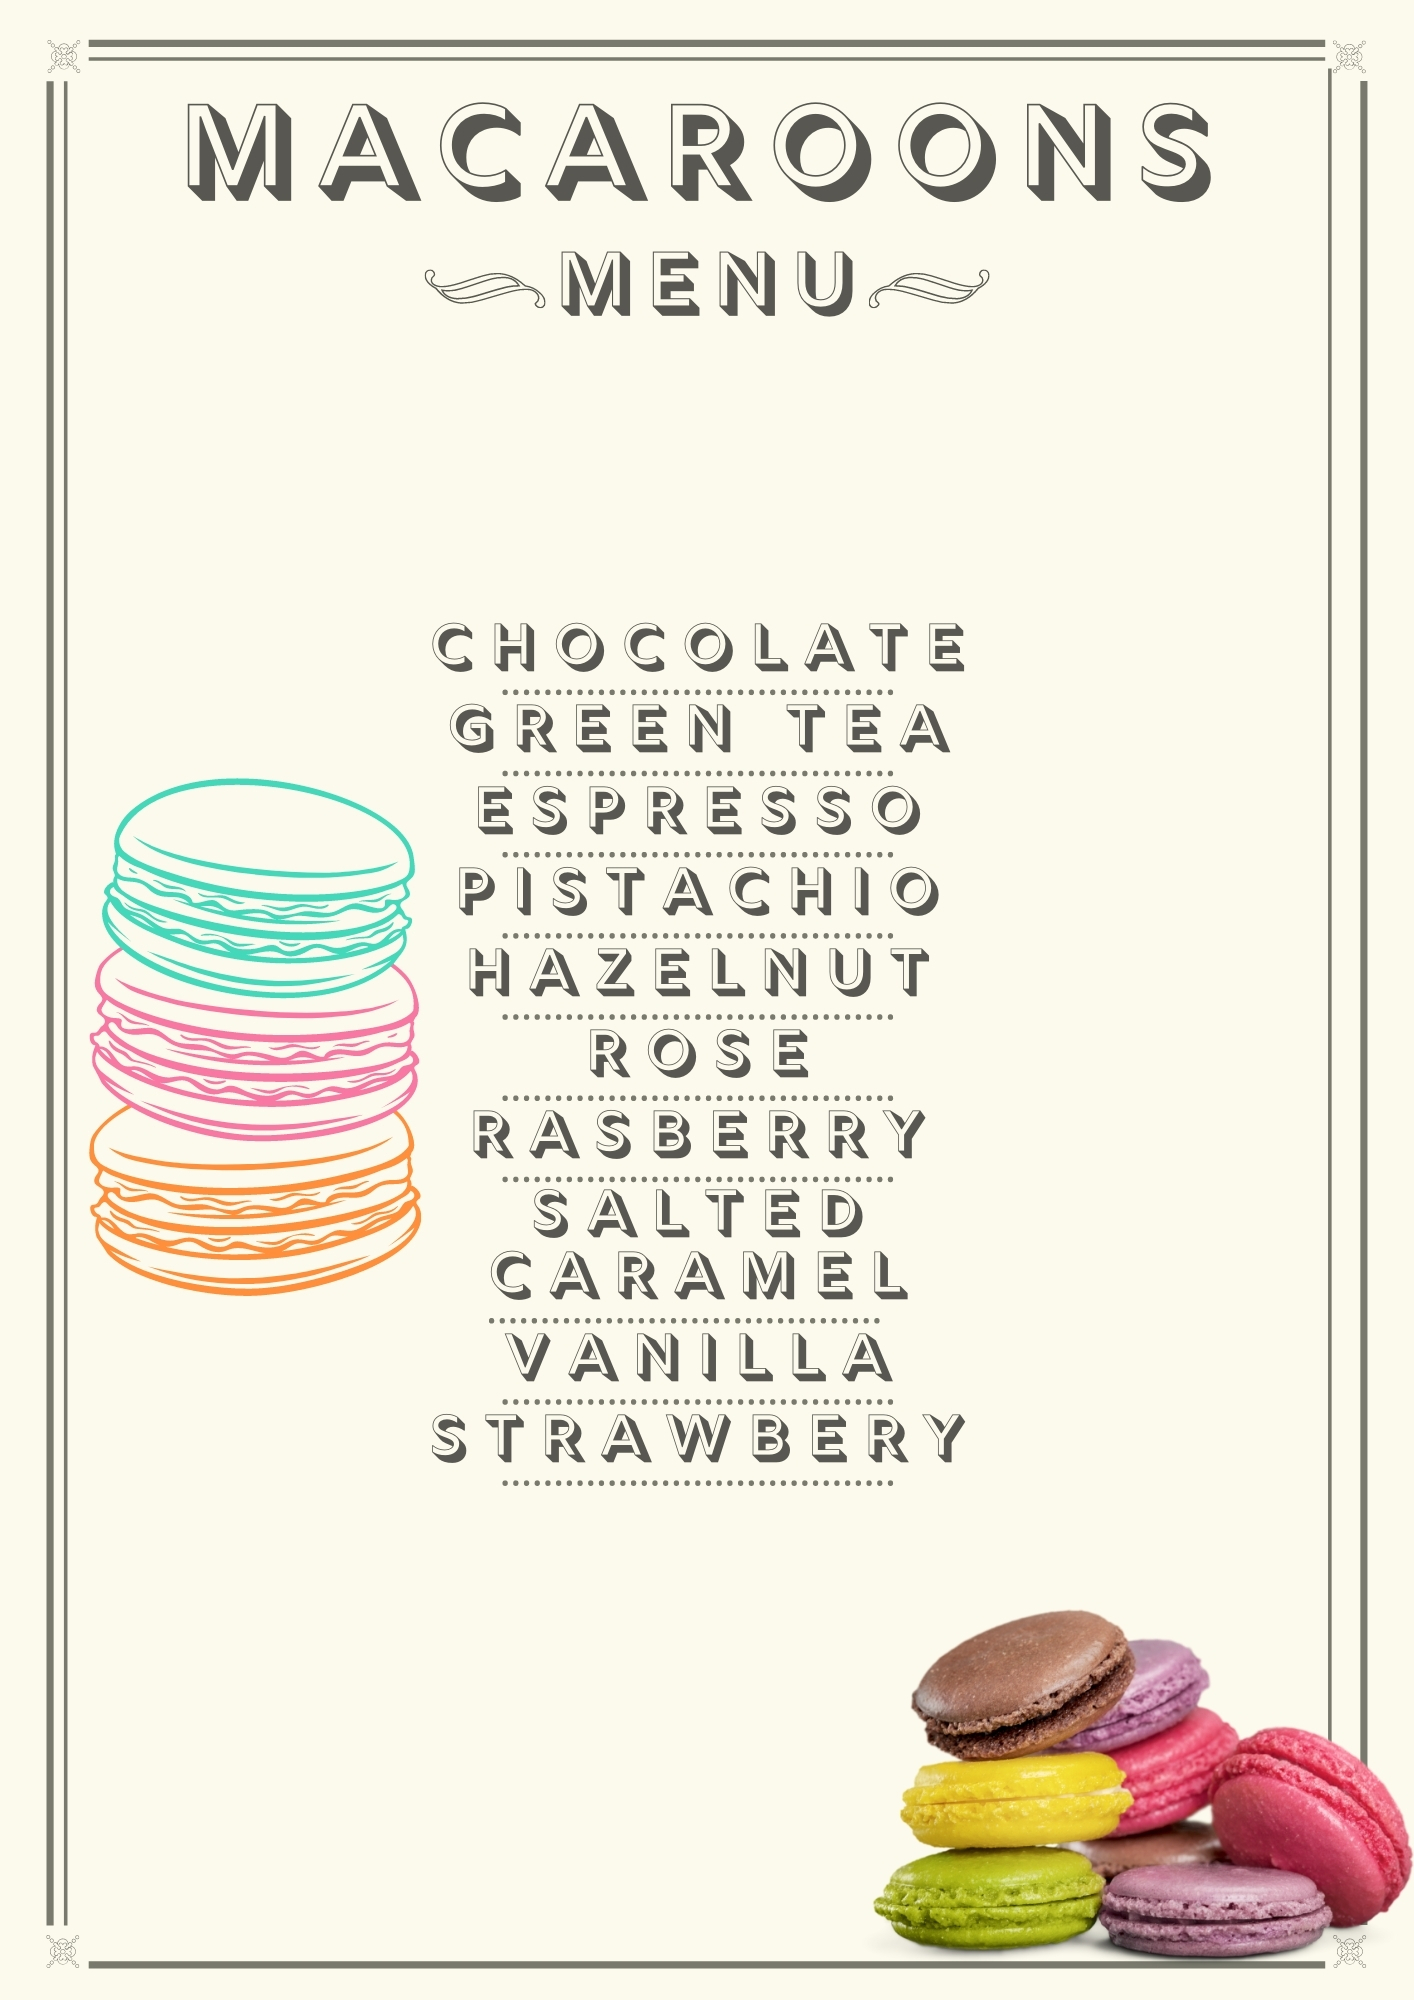 MACAROONS
MENU
CHOCOLATE
GREEN TEA
ESPRESSO
PISTACHIO
HAZELNUT
ROSE
RASBERRY
SALTED
CARAMEL
VANILLA
STRAWBERY